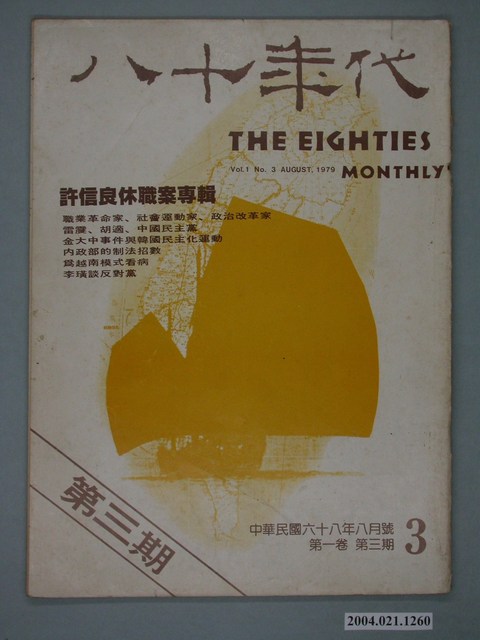 八十年代
THE EIGHTIES
Vol.1 No. 3 AUGUST, 1979 MONTHLY
許信良休職案專輯
職業革命家、社會運動家、政治改革家
雷震、胡適、中國民主黨
金大中事件與韓國民主化運動
內政部的制法招數
為越南模式看病
李璜談反對黨
第三期
中華民國六十八年八月號
第一卷 第三期 3
2004.021.1260